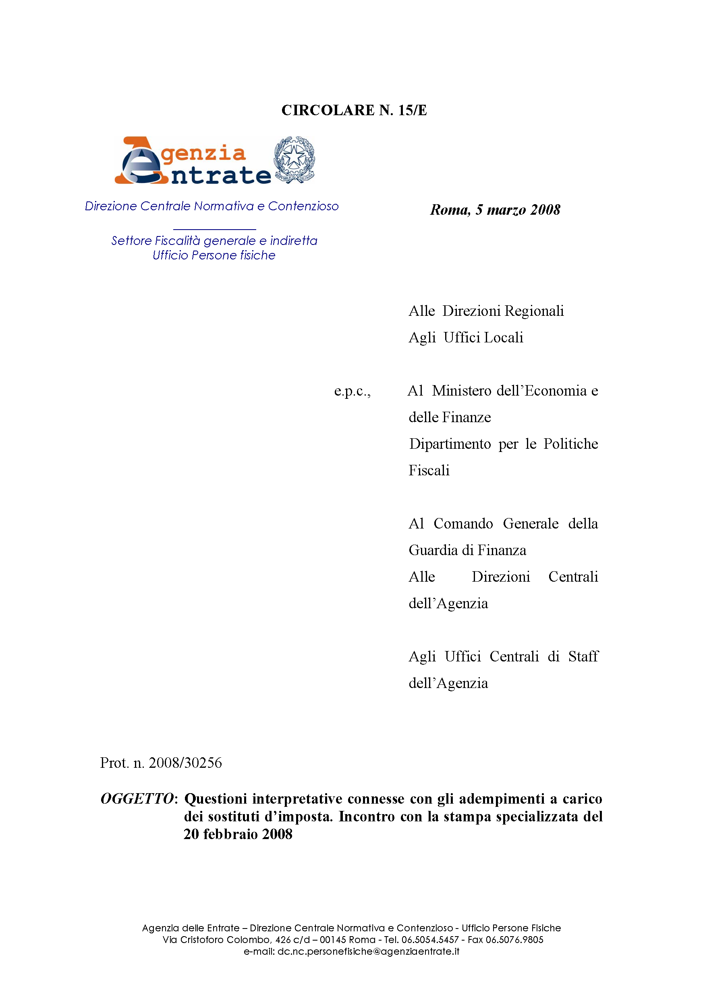 CIRCOLARE N. 15/E
Agenzia
Entrate
REPVBBLICA ITALIANA
Direzione Centrale Normativa e Contenzioso
Roma, 5 marzo 2008
Settore Fiscalità generale e indiretta
Ufficio Persone fisiche
Alle Direzioni Regionali
Agli Uffici Locali
e.p.c., Al Ministero dell’Economia e
delle Finanze
Dipartimento per le Politiche
Fiscali
Al Comando Generale della
Guardia di Finanza
Alle Direzioni Centrali
dell’Agenzia
Agli Uffici Centrali di Staff
dell’Agenzia
Prot. n. 2008/30256
OGGETTO: Questioni interpretative connesse con gli adempimenti a carico
dei sostituti d’imposta. Incontro con la stampa specializzata del
20 febbraio 2008
Agenzia delle Entrate – Direzione Centrale Normativa e Contenzioso - Ufficio Persone Fisiche
Via Cristoforo Colombo, 426 c/d – 00145 Roma - Tel. 06.5054.5457 - Fax 06.5076.9805
e-mail: dc.nc.personefisiche@agenziaentrate.it